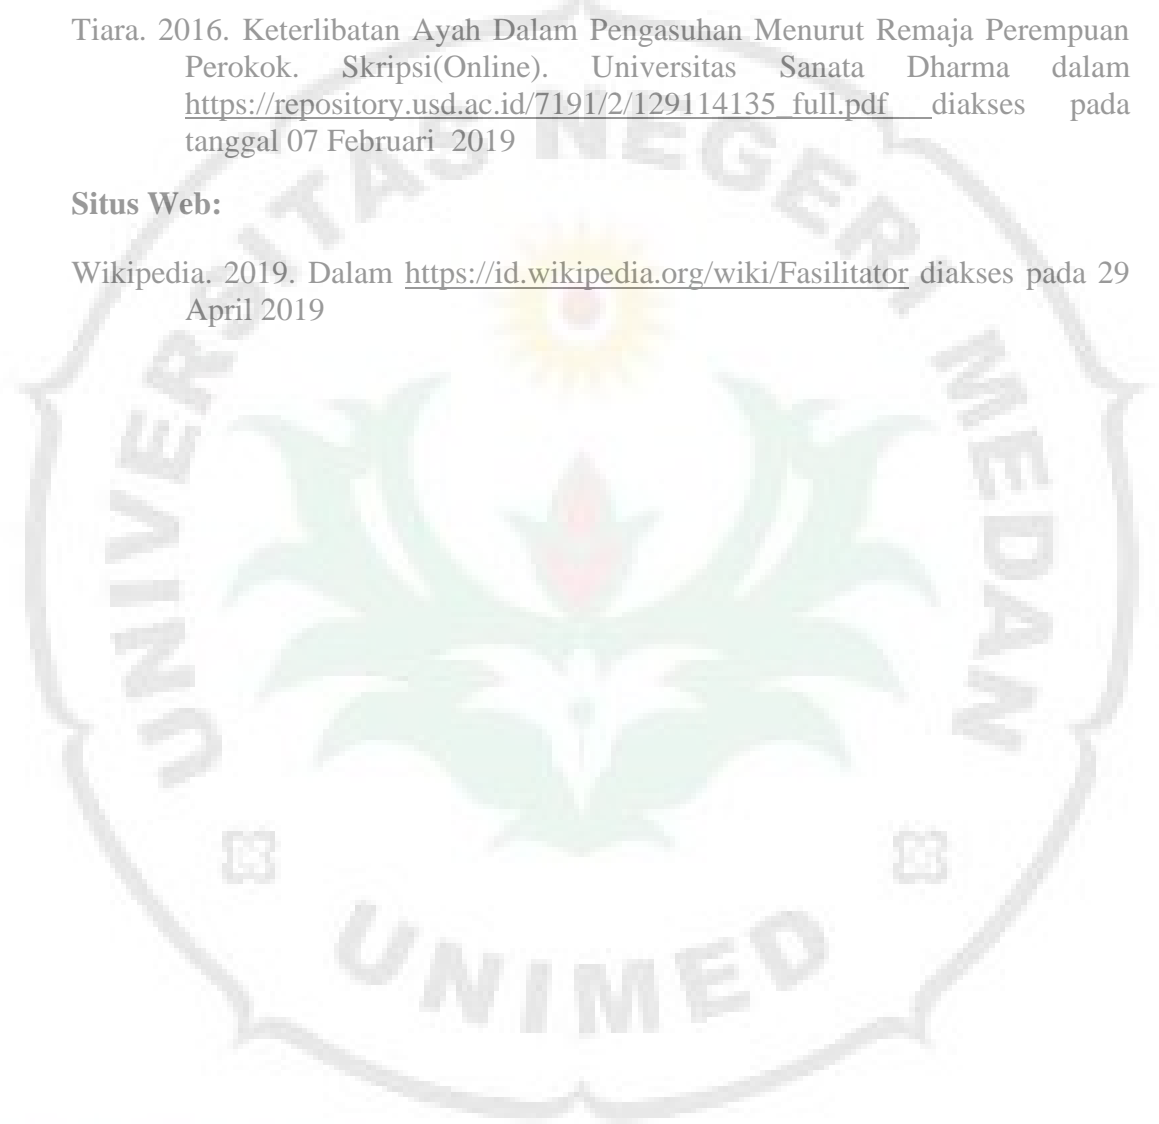 Tiara. 2016. Keterlibatan Ayah Dalam Pengasuhan Menurut Remaja Perempuan
Perokok. Skripsi(Online). Universitas Sanata Dharma dalam
https://repository.usd.ac.id/7191/2/129114135_full.pdf diakses pada
tanggal 07 Februari 2019
Situs Web:
Wikipedia. 2019. Dalam https://id.wikipedia.org/wiki/Fasilitator diakses pada 29
April 2019
UNIVERSITAS NEGERI MEDAN
UNIMED